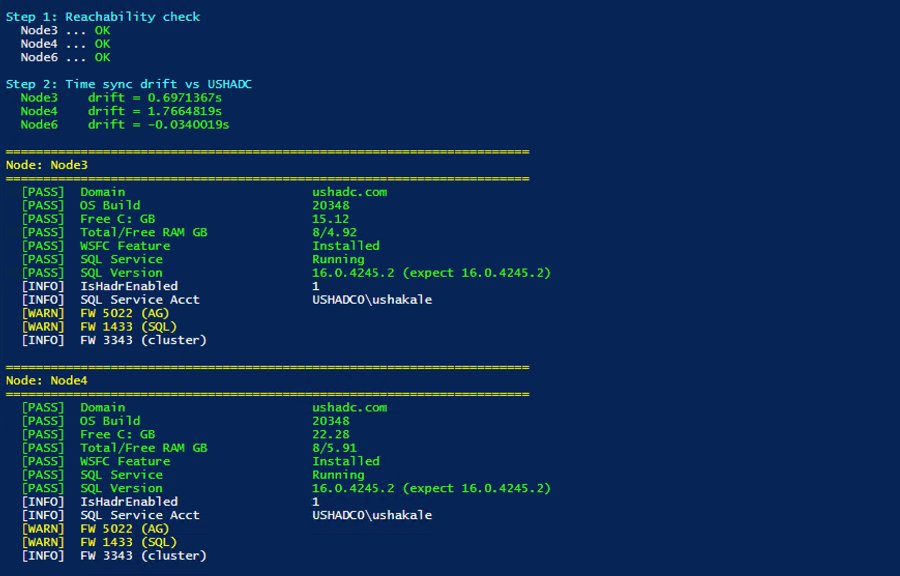 Step 1: Reachability check
Node3 ... OK
Node4 ... OK
Node6 ... OK
Step 2: Time sync drift vs USHADC
Node3    drift = 0.6971367s
Node4    drift = 1.7664819s
Node6    drift = -0.0340019s
======================================================================
Node: Node3
======================================================================
[PASS]  Domain                         ushadc.com
[PASS]  OS Build                       20348
[PASS]  Free C: GB                     15.12
[PASS]  Total/Free RAM GB              8/4.92
[PASS]  WSFC Feature                   Installed
[PASS]  SQL Service                    Running
[PASS]  SQL Version                    16.0.4245.2 (expect 16.0.4245.2)
[INFO]  IsHadrEnabled                  1
[INFO]  SQL Service Acct               USHADC0\ushakale
[WARN]  FW 5022 (AG)
[WARN]  FW 1433 (SQL)
[INFO]  FW 3343 (cluster)
======================================================================
Node: Node4
======================================================================
[PASS]  Domain                         ushadc.com
[PASS]  OS Build                       20348
[PASS]  Free C: GB                     22.28
[PASS]  Total/Free RAM GB              8/5.91
[PASS]  WSFC Feature                   Installed
[PASS]  SQL Service                    Running
[PASS]  SQL Version                    16.0.4245.2 (expect 16.0.4245.2)
[INFO]  IsHadrEnabled                  1
[INFO]  SQL Service Acct               USHADC0\ushakale
[WARN]  FW 5022 (AG)
[WARN]  FW 1433 (SQL)
[INFO]  FW 3343 (cluster)